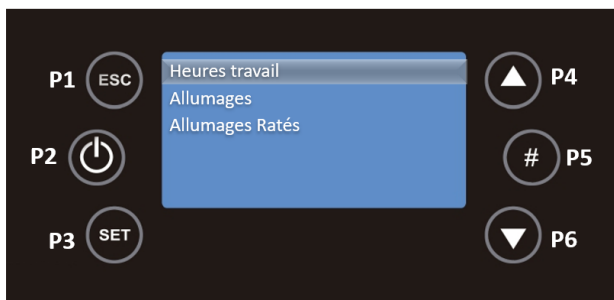 P1 ESC
P2
P3 SET
Heures travail
Allumages
Allumages Ratés
P4
# P5
P6